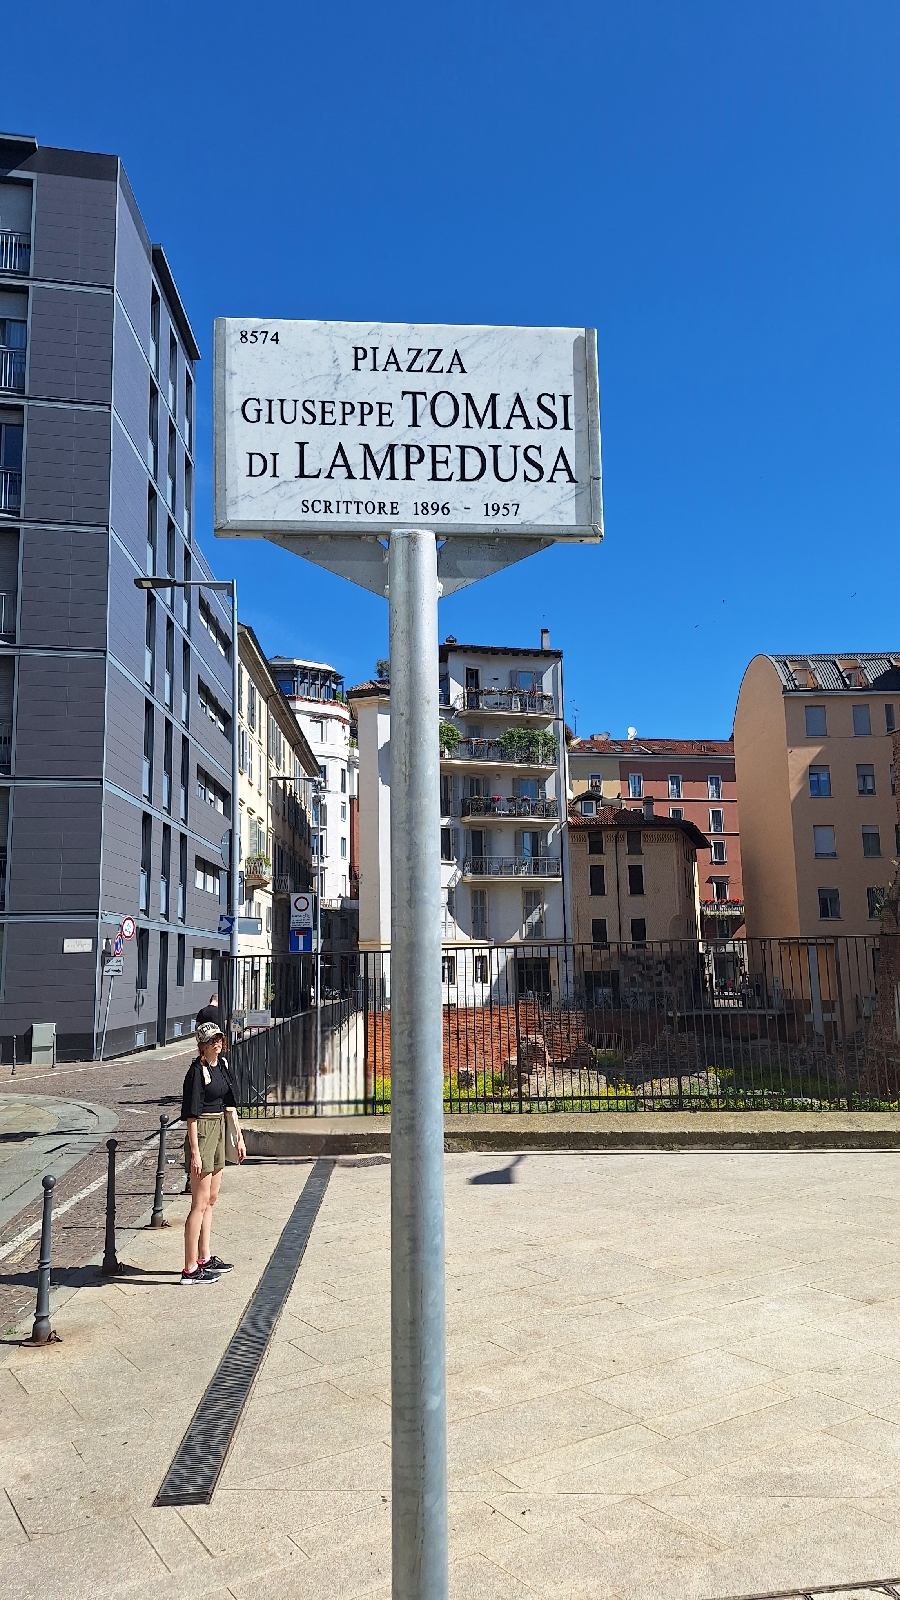 8574
PIAZZA
GIUSEPPE TOMASI
DI LAMPEDUSA
SCRITTORE 1896 - 1957